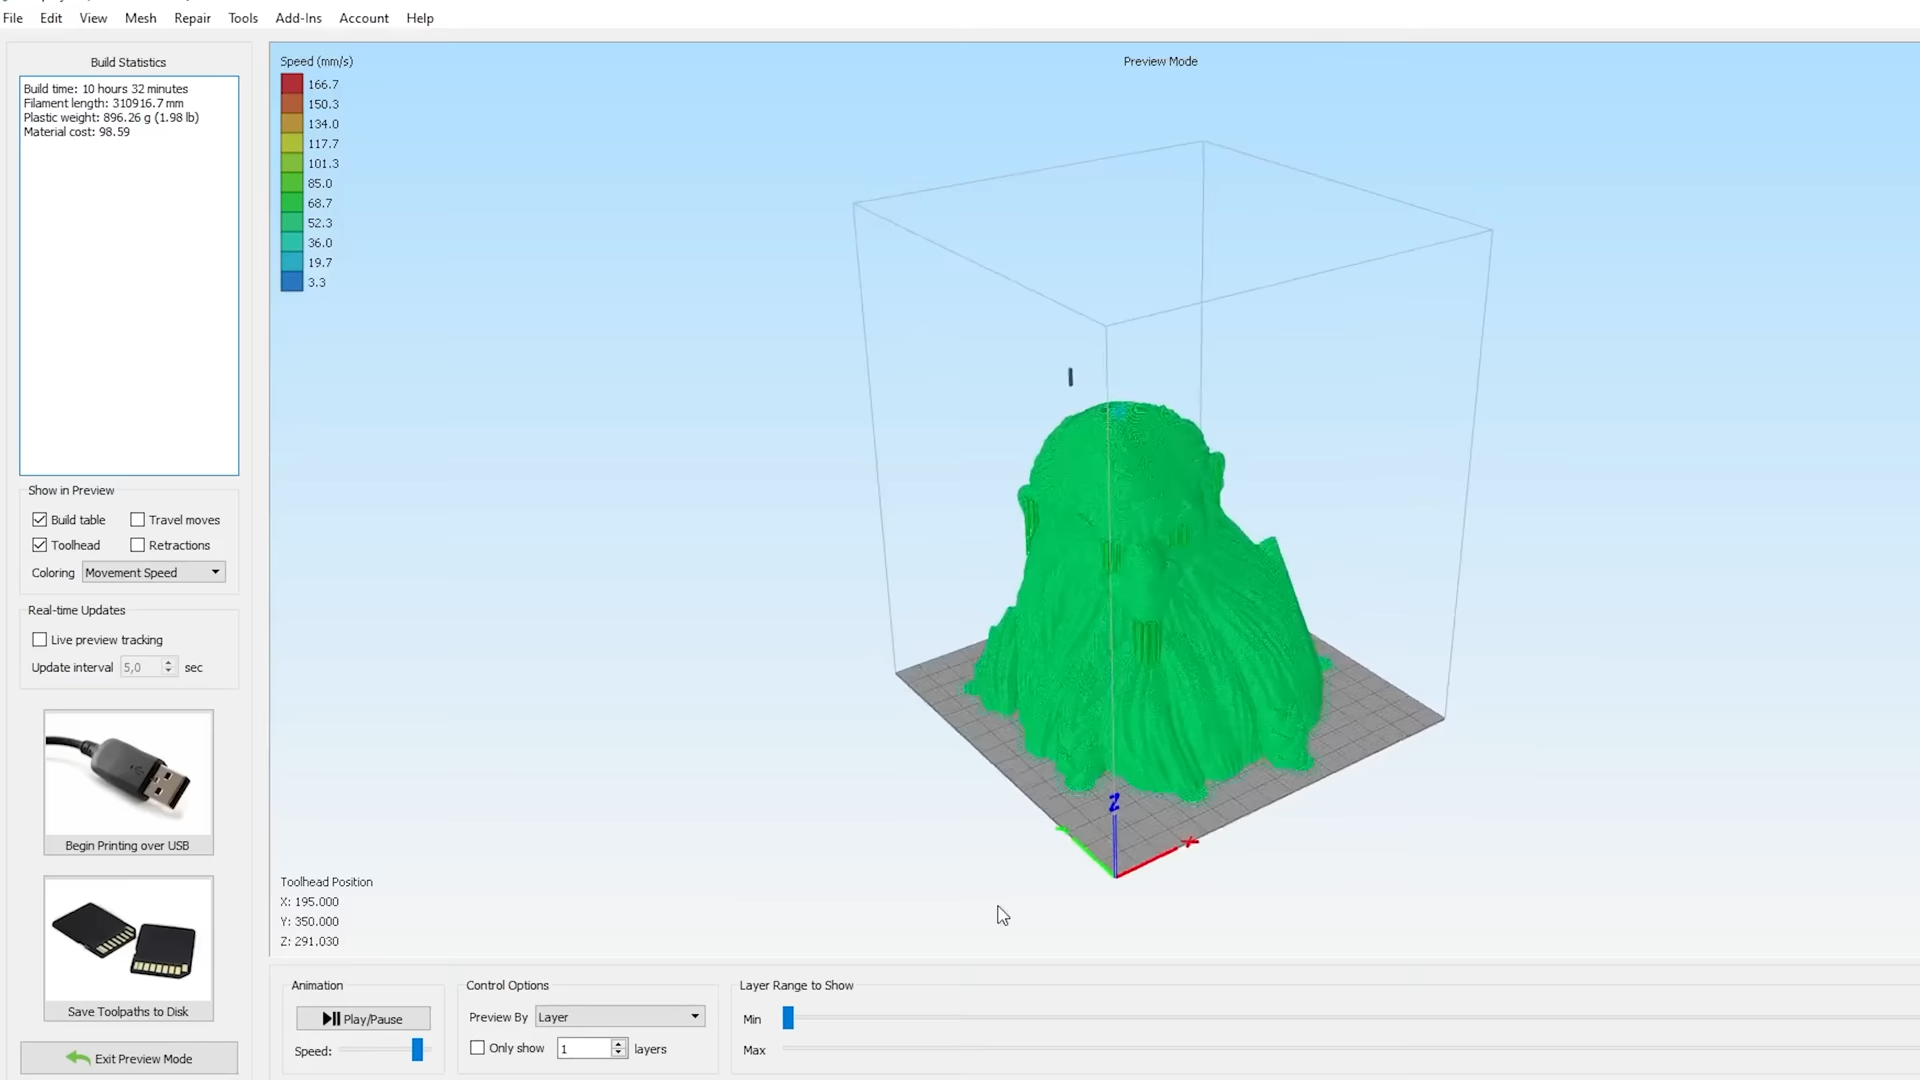 File Edit View Mesh Repair Tools Add-Ins Account Help
Build Statistics
Build time: 10 hours 32 minutes
Filament length: 310916.7 mm
Plastic weight: 896.26 g (1.98 lb)
Material cost: 98.59
Show in Preview
Build table Travel moves
Toolhead Retractions
Coloring Movement Speed
Real-time Updates
Live preview tracking
Update interval 5,0 sec
Begin Printing over USB
Save Toolpaths to Disk
Exit Preview Mode
Speed (mm/s)
166.7
150.3
134.0
117.7
101.3
85.0
68.7
52.3
36.0
19.7
3.3
Preview Mode
Z
Toolhead Position
X: 195.000
Y: 350.000
Z: 291.030
Animation
Play/Pause
Speed:
Control Options
Preview By Layer
Only show 1 layers
Layer Range to Show
Min
Max